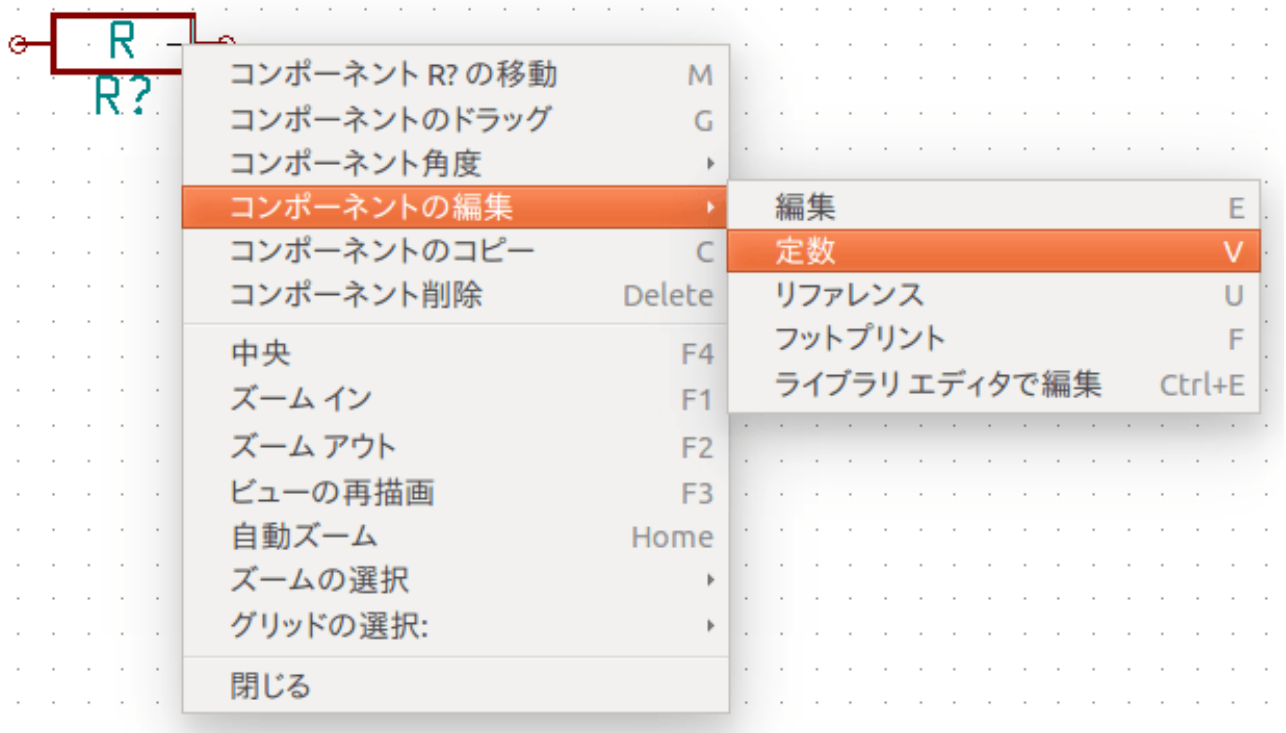 R
R?
コンポーネント R? の移動 M
コンポーネントのドラッグ G
コンポーネント角度
コンポーネントの編集
コンポーネントのコピー C
コンポーネント削除 Delete
中央 F4
ズーム イン F1
ズーム アウト F2
ビューの再描画 F3
自動ズーム Home
ズームの選択
グリッドの選択:
閉じる
編集 E
定数 V
リファレンス U
フットプリント F
ライブラリ エディタで編集 Ctrl+E